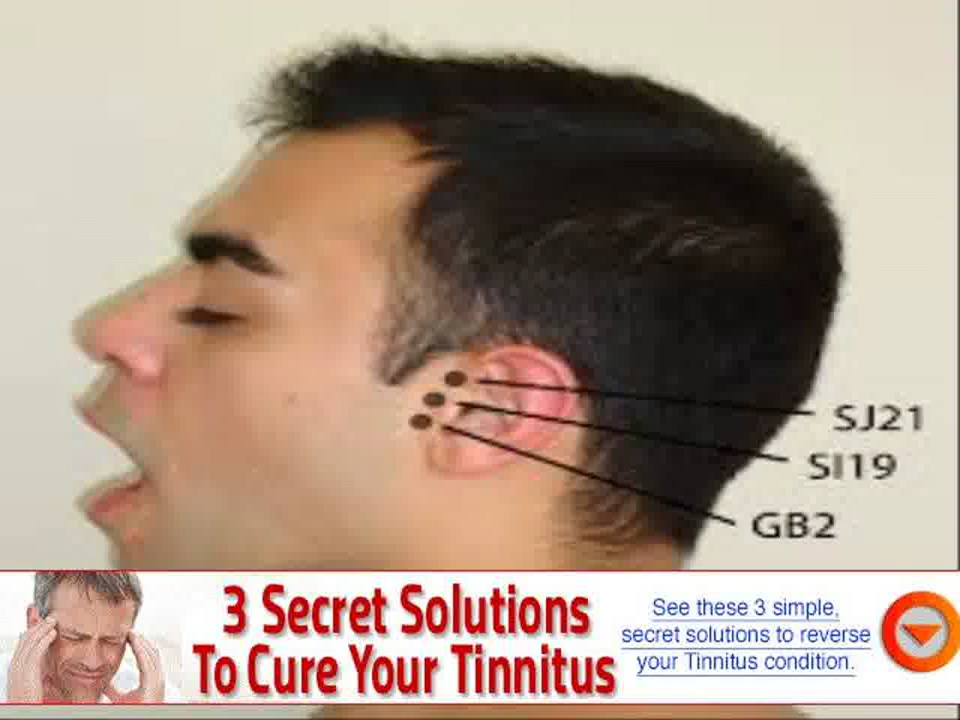 SJ21
SI19
GB2
3 Secret Solutions
To Cure Your Tinnitus
See these 3 simple,
secret solutions to reverse
your Tinnitus condition.